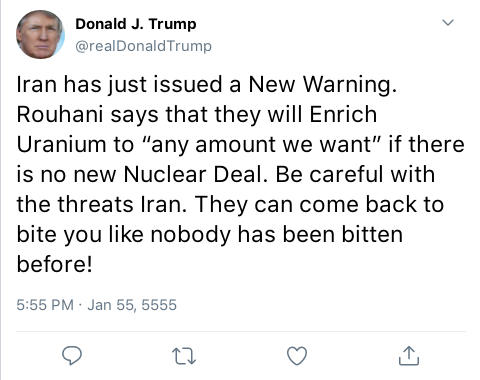 Donald J. Trump
@realDonaldTrump
Iran has just issued a New Warning.
Rouhani says that they will Enrich
Uranium to “any amount we want” if there
is no new Nuclear Deal. Be careful with
the threats Iran. They can come back to
bite you like nobody has been bitten
before!
5:55 PM · Jan 55, 5555